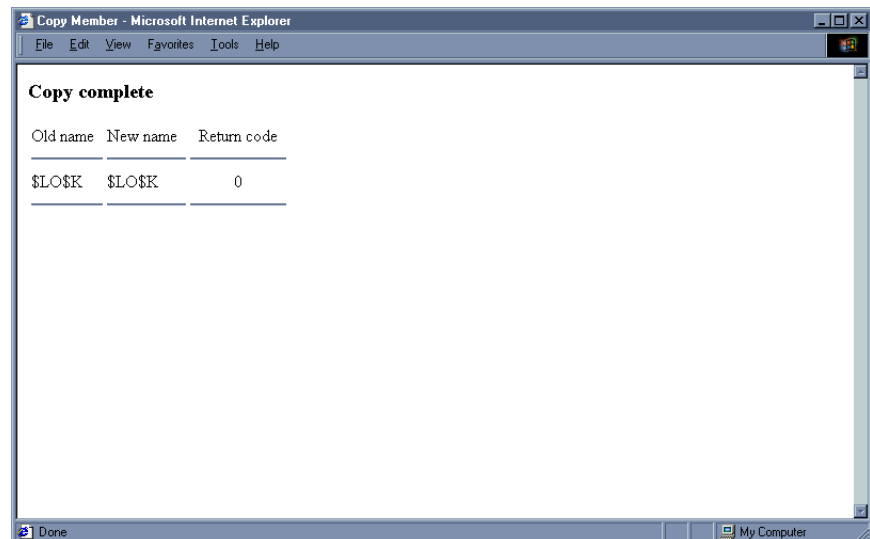 Copy Member - Microsoft Internet Explorer
File Edit View Favorites Tools Help
Copy complete
Old name New name Return code
$LO$K $LO$K 0
Done My Computer